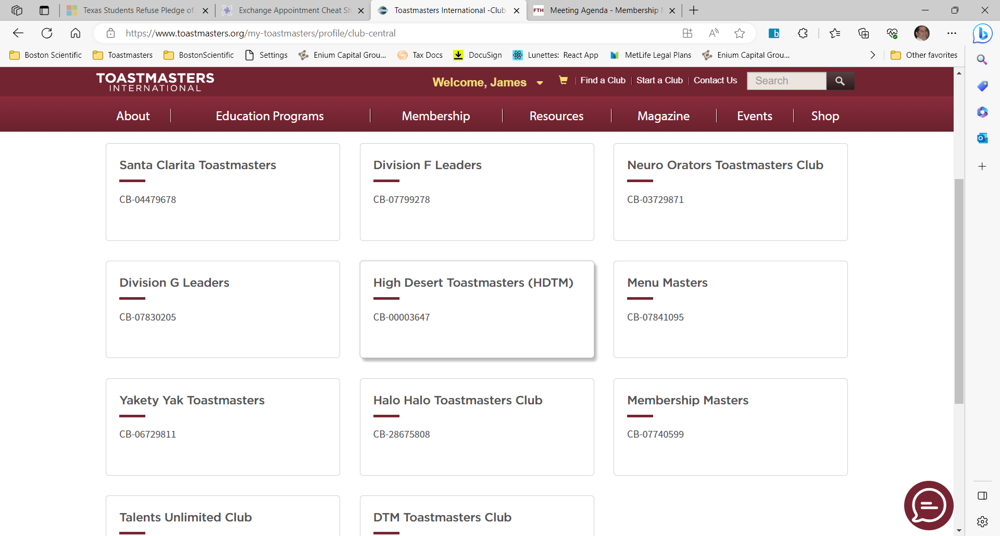 Texas Students Refuse Pledge of
Exchange Appointment Cheat Sh
Toastmasters International -Club
FTH Meeting Agenda - Membership
https://www.toastmasters.org/my-toastmasters/profile/club-central
Boston Scientific Toastmasters BostonScientific Settings Enium Capital Grou... Tax Docs DocuSign Lunettes: React App MetLife Legal Plans Enium Capital Grou... Other favorites
TOASTMASTERS
INTERNATIONAL
Welcome, James Find a Club Start a Club Contact Us Search
About Education Programs Membership Resources Magazine Events Shop
Santa Clarita Toastmasters
CB-04479678
Division F Leaders
CB-07799278
Neuro Orators Toastmasters Club
CB-03729871
Division G Leaders
CB-07830205
High Desert Toastmasters (HDTM)
CB-00003647
Menu Masters
CB-07841095
Yakety Yak Toastmasters
CB-06729811
Halo Halo Toastmasters Club
CB-28675808
Membership Masters
CB-07740599
Talents Unlimited Club
DTM Toastmasters Club